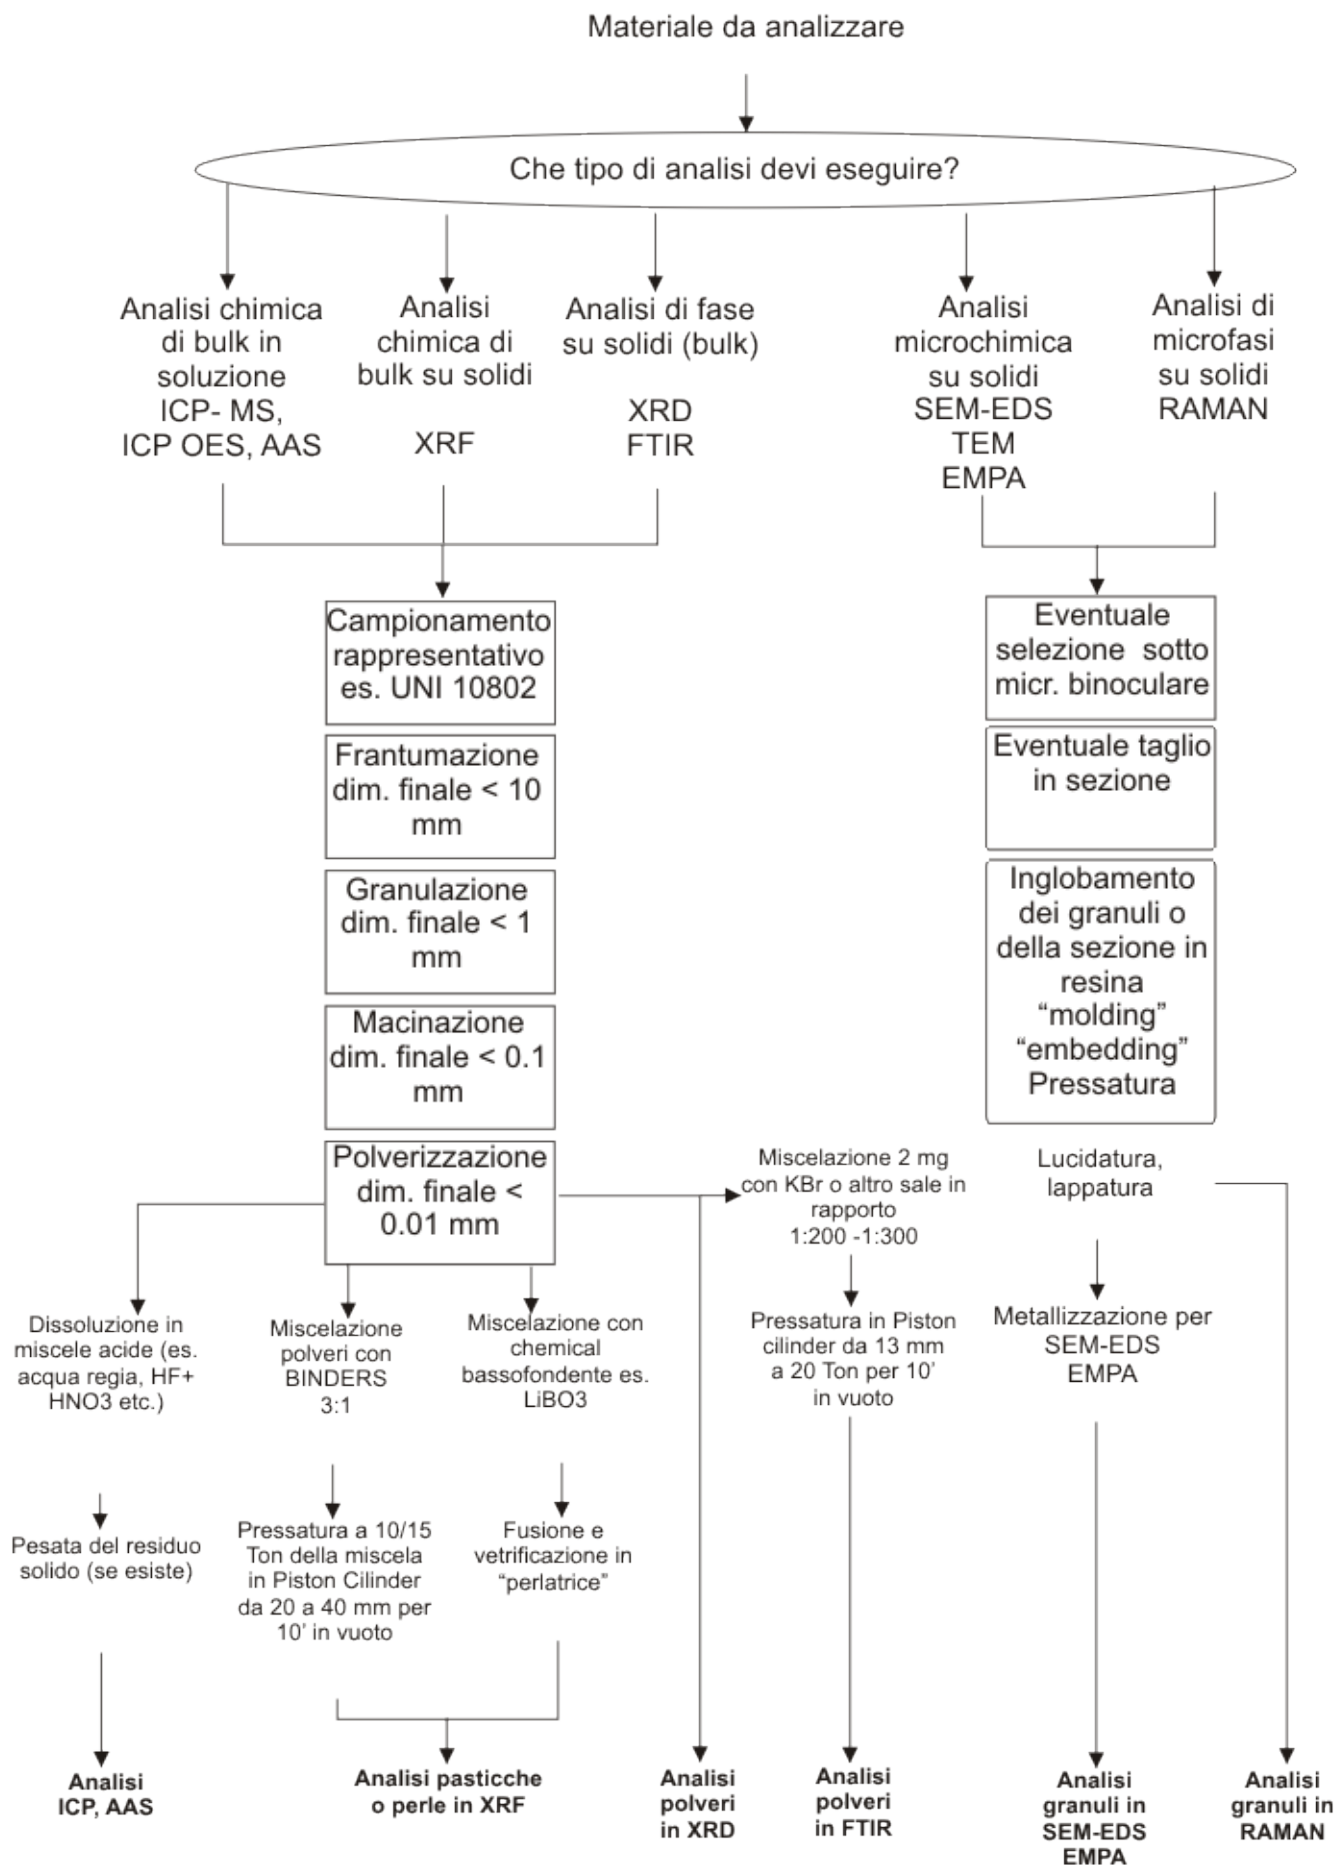 Materiale da analizzare
Che tipo di analisi devi eseguire?
Analisi chimica
di bulk in
soluzione
ICP- MS,
ICP OES, AAS
Analisi
chimica di
bulk su solidi
XRF
Analisi di fase
su solidi (bulk)
XRD
FTIR
Analisi
microchimica
su solidi
SEM-EDS
TEM
EMPA
Analisi di
microfasi
su solidi
RAMAN
Campionamento
rappresentativo
es. UNI 10802
Frantumazione
dim. finale < 10
mm
Granulazione
dim. finale < 1
mm
Macinazione
dim. finale < 0.1
mm
Polverizzazione
dim. finale <
0.01 mm
Eventuale
selezione sotto
micr. binoculare
Eventuale taglio
in sezione
Inglobamento
dei granuli o
della sezione in
resina
“molding”
“embedding”
Pressatura
Miscelazione 2 mg
con KBr o altro sale in
rapporto
1:200 -1:300
Lucidatura,
lappatura
Dissoluzione in
miscele acide (es.
acqua regia, HF+
HNO3 etc.)
Miscelazione
polveri con
BINDERS
3:1
Miscelazione con
chemical
bassofondente es.
LiBO3
Pressatura in Piston
cilinder da 13 mm
a 20 Ton per 10’
in vuoto
Metallizzazione per
SEM-EDS
EMPA
Pesata del residuo
solido (se esiste)
Pressatura a 10/15
Ton della miscela
in Piston Cilinder
da 20 a 40 mm per
10’ in vuoto
Fusione e
vetrificazione in
“perlatrice”
Analisi
ICP, AAS
Analisi pasticche
o perle in XRF
Analisi
polveri
in XRD
Analisi
polveri
in FTIR
Analisi
granuli in
SEM-EDS
EMPA
Analisi
granuli in
RAMAN